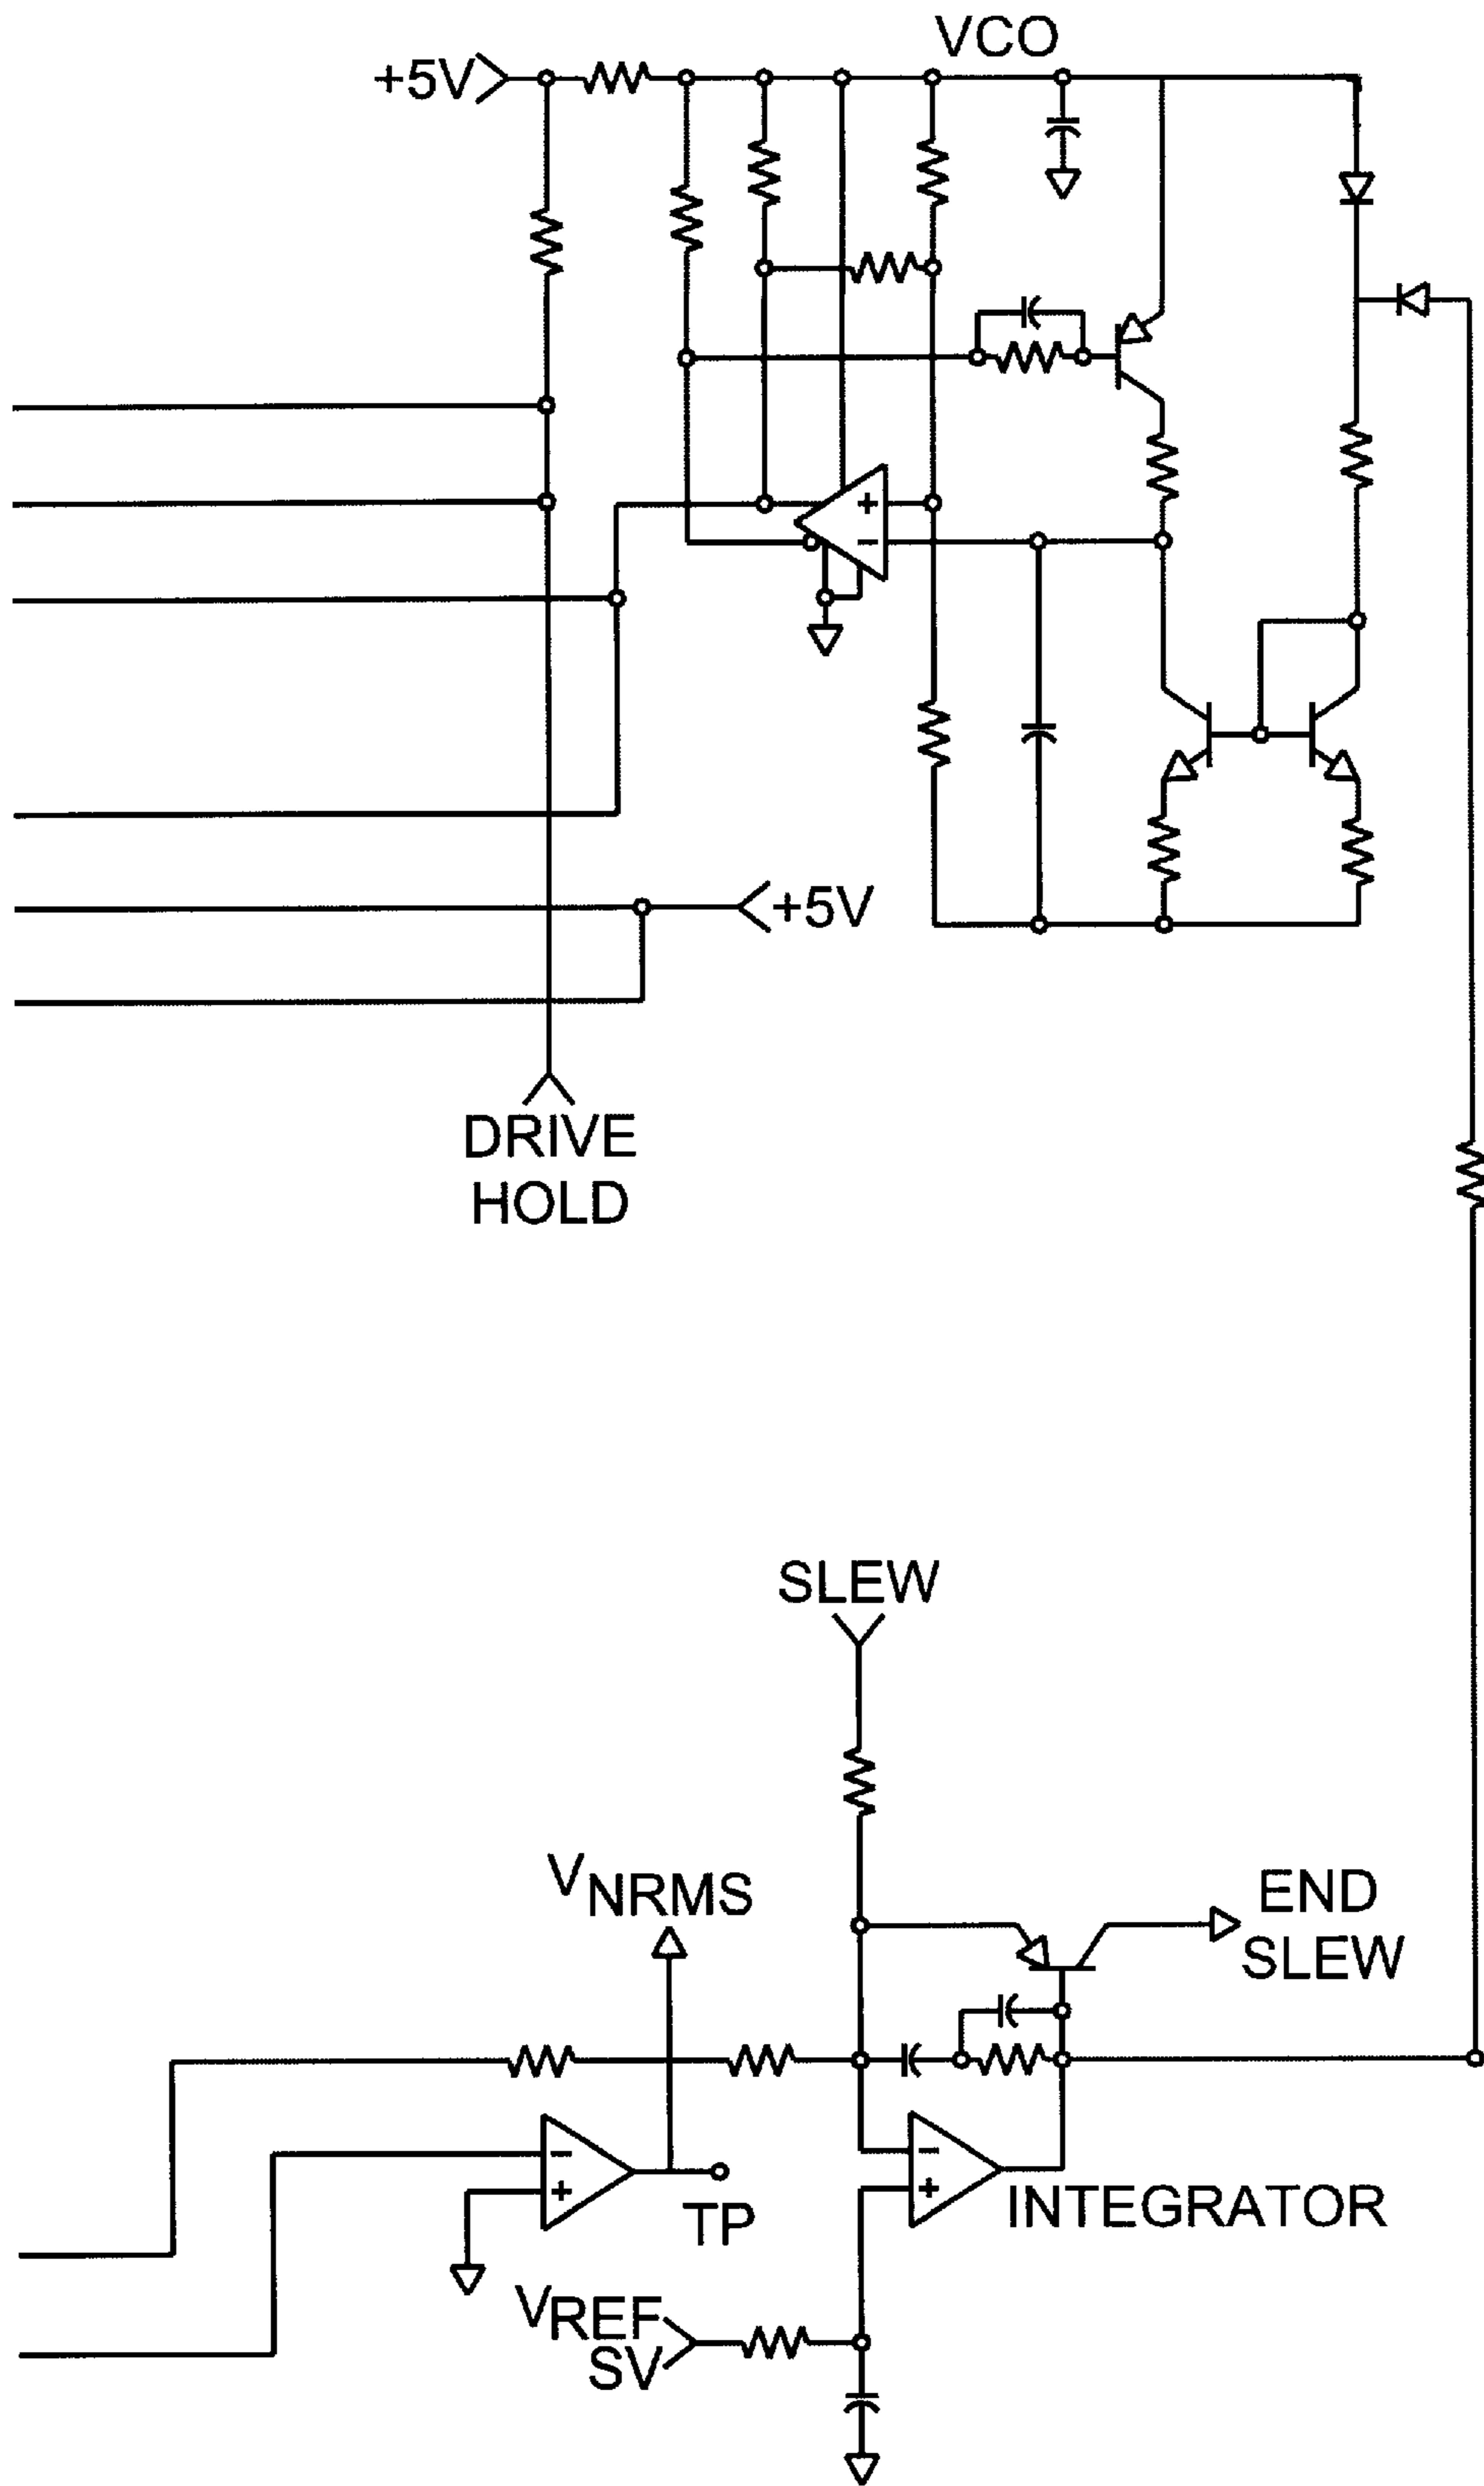 VCO
+5V
+
−
+5V
DRIVE
HOLD
SLEW
VNRMS
END
SLEW
−
+
−
+
INTEGRATOR
TP
VREF
SV